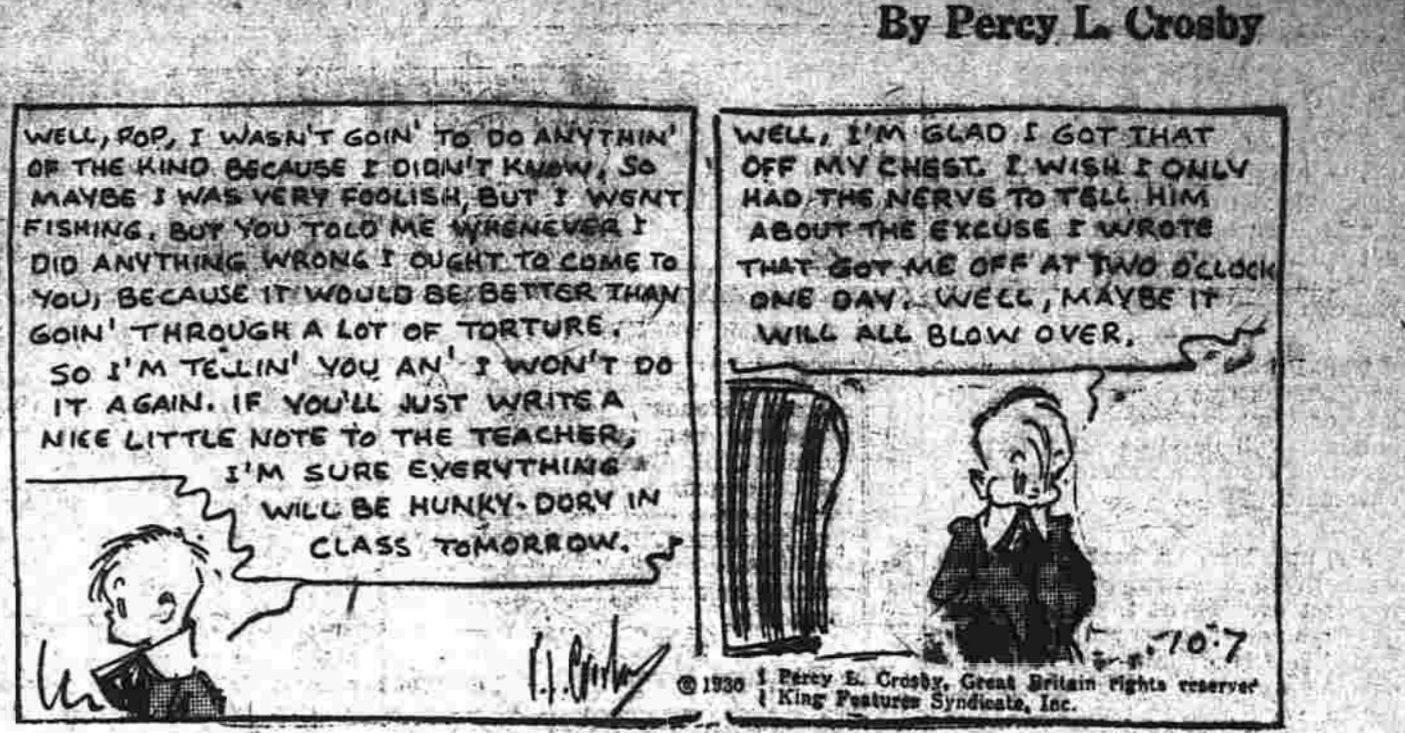 By Percy L. Crosby
WELL, POP, I WASN'T GOIN' TO DO ANYTHIN'
OF THE KIND BECAUSE I DIDN'T KNOW. SO
MAYBE I WAS VERY FOOLISH, BUT I WENT
FISHING. BUT YOU TOLD ME WHENEVER I
DID ANYTHING WRONG I OUGHT TO COME TO
YOU, BECAUSE IT WOULD BE BETTER THAN
GOIN' THROUGH A LOT OF TORTURE.
SO I'M TELLIN' YOU AN' I WON'T DO
IT AGAIN. IF YOU'LL JUST WRITE A
NICE LITTLE NOTE TO THE TEACHER,
I'M SURE EVERYTHING
WILL BE HUNKY-DORY IN
CLASS TOMORROW.
P.L. Crosby
WELL, I'M GLAD I GOT THAT
OFF MY CHEST. I WISH I ONLY
HAD THE NERVE TO TELL HIM
ABOUT THE EXCUSE I WROTE
THAT GOT ME OFF AT TWO O'CLOCK
ONE DAY. WELL, MAYBE IT
WILL ALL BLOW OVER.
10-7
© 1930 Percy L. Crosby, Great Britain rights reserved
King Features Syndicate, Inc.